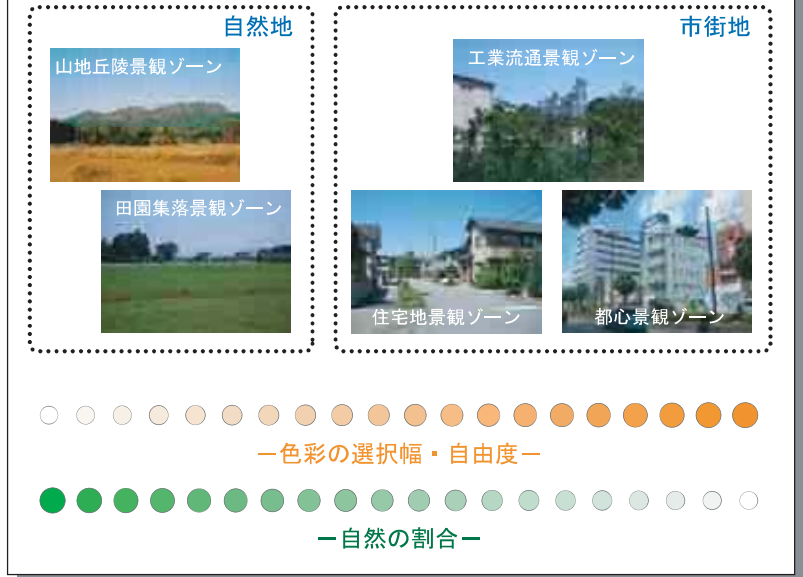 自然地
市街地
山地丘陵景観ゾーン
工業流通景観ゾーン
田園集落景観ゾーン
住宅地景観ゾーン
都心景観ゾーン
ー色彩の選択幅・自由度ー
ー自然の割合ー